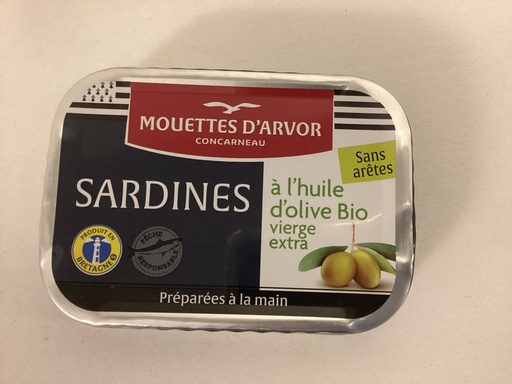 MOUETTES D'ARVOR
CONCARNEAU
Sans
arêtes
SARDINES
à l'huile
d'olive Bio
vierge
extra
PRODUIT EN
BRETAGNE
PÊCHE
RESPONSABLE
Préparées à la main